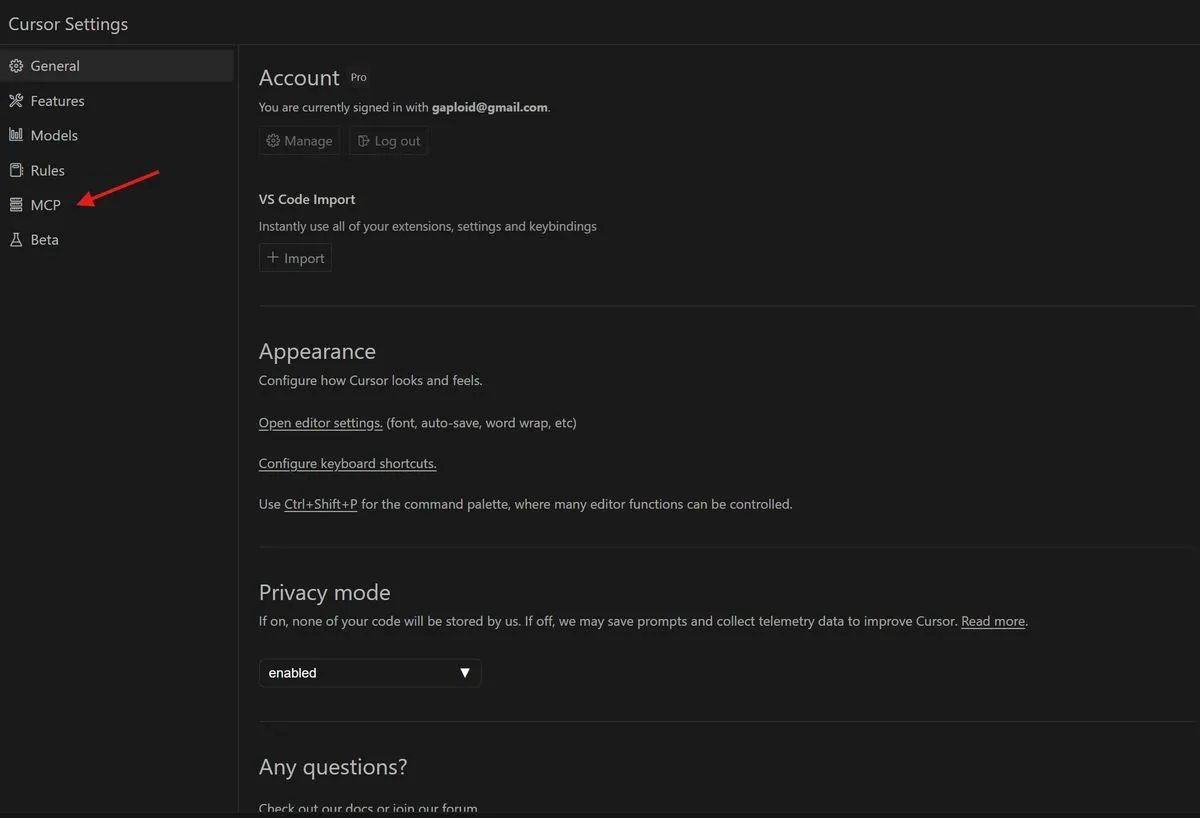 Cursor Settings
General
Features
Models
Rules
MCP
Beta
Account Pro
You are currently signed in with gaploid@gmail.com.
Manage Log out
VS Code Import
Instantly use all of your extensions, settings and keybindings
+ Import
Appearance
Configure how Cursor looks and feels.
Open editor settings. (font, auto-save, word wrap, etc)
Configure keyboard shortcuts.
Use Ctrl+Shift+P for the command palette, where many editor functions can be controlled.
Privacy mode
If on, none of your code will be stored by us. If off, we may save prompts and collect telemetry data to improve Cursor. Read more.
enabled
Any questions?
Check out our docs or join our forum